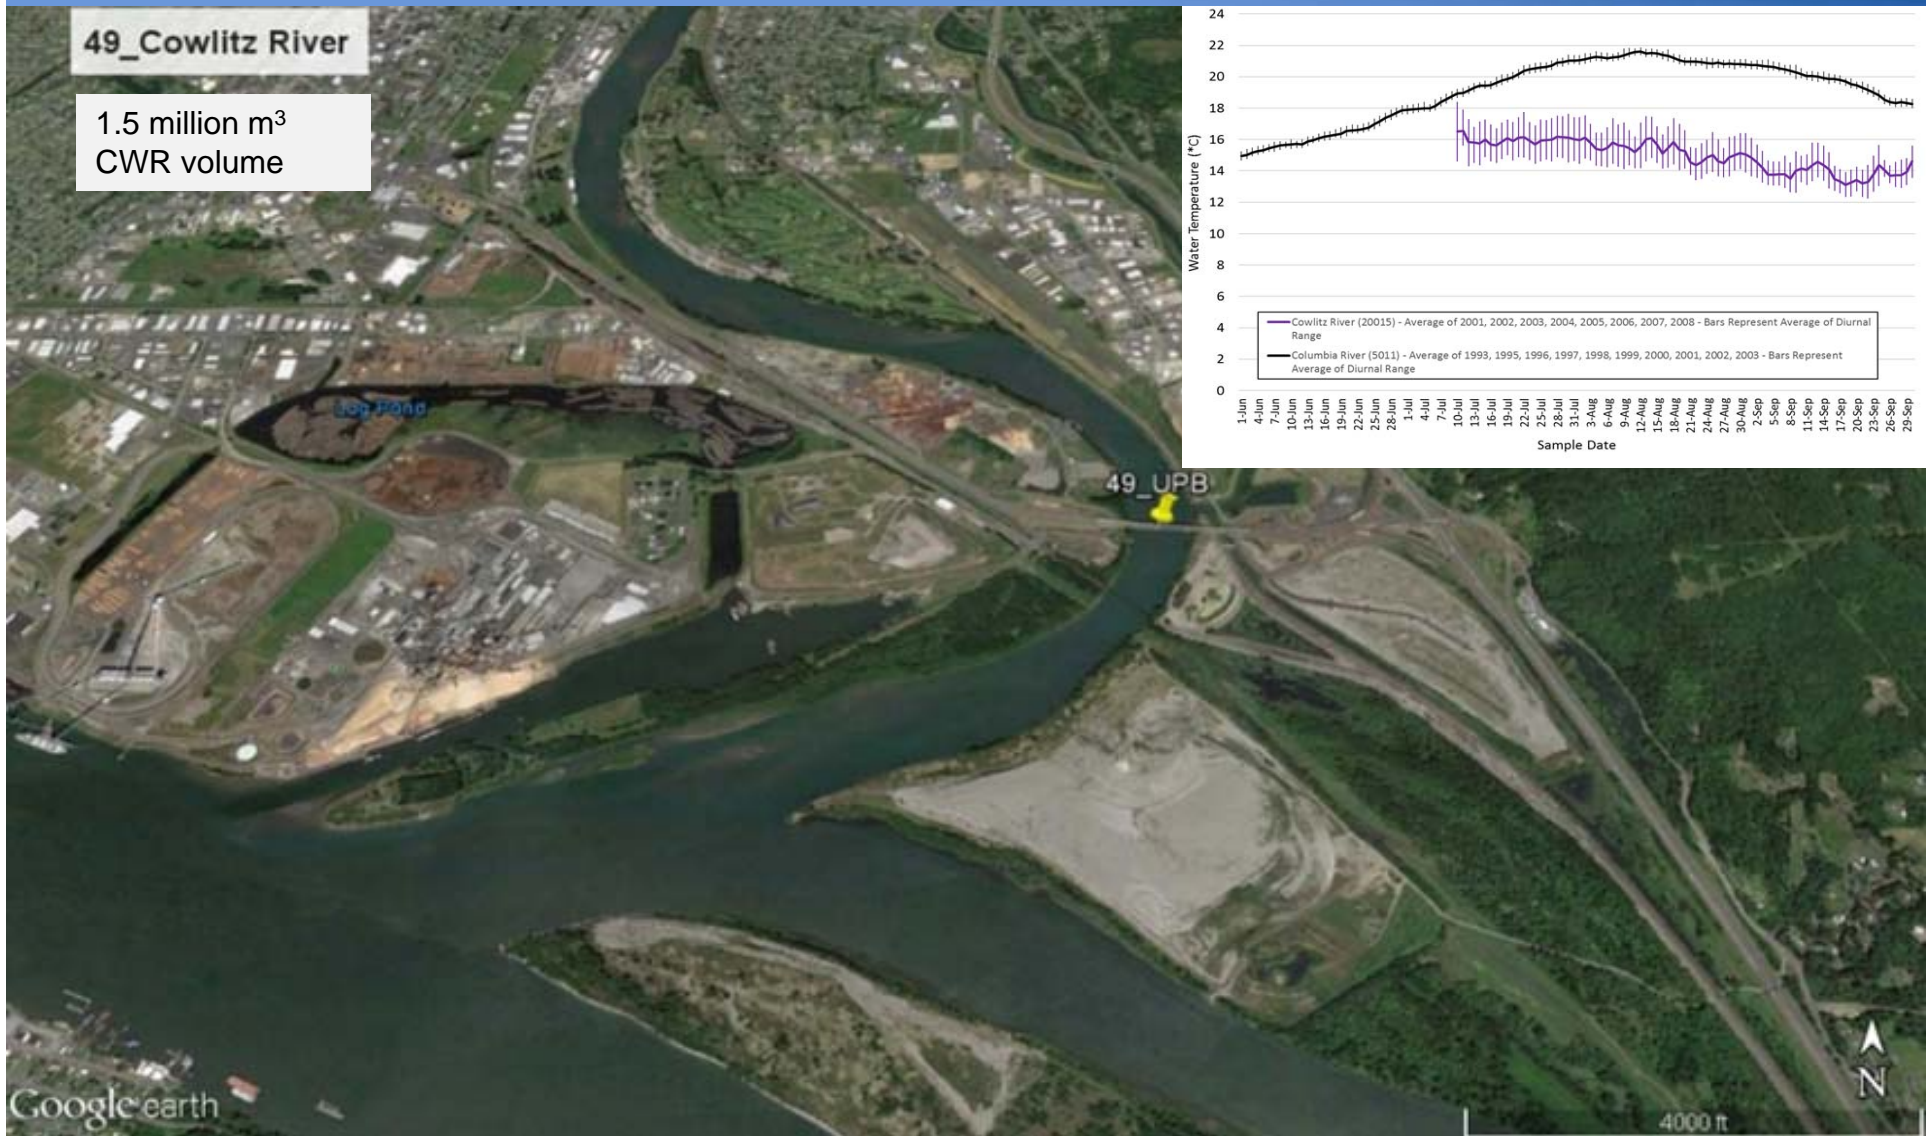 49_Cowlitz River
1.5 million m³
CWR volume
Log Pond
49_UPB
24
22
20
18
16
14
12
10
8
6
4
2
0
Water Temperature (°C)
Cowlitz River (20015) - Average of 2001, 2002, 2003, 2004, 2005, 2006, 2007, 2008 - Bars Represent Average of Diurnal
Range
Columbia River (5011) - Average of 1993, 1995, 1996, 1997, 1998, 1999, 2000, 2001, 2002, 2003 - Bars Represent
Average of Diurnal Range
1-Jun
4-Jun
7-Jun
10-Jun
13-Jun
16-Jun
19-Jun
22-Jun
25-Jun
28-Jun
1-Jul
4-Jul
7-Jul
10-Jul
13-Jul
16-Jul
19-Jul
22-Jul
25-Jul
28-Jul
31-Jul
3-Aug
6-Aug
9-Aug
12-Aug
15-Aug
18-Aug
21-Aug
24-Aug
27-Aug
30-Aug
2-Sep
5-Sep
8-Sep
11-Sep
14-Sep
17-Sep
20-Sep
23-Sep
26-Sep
29-Sep
Sample Date
N
4000 ft
Google earth